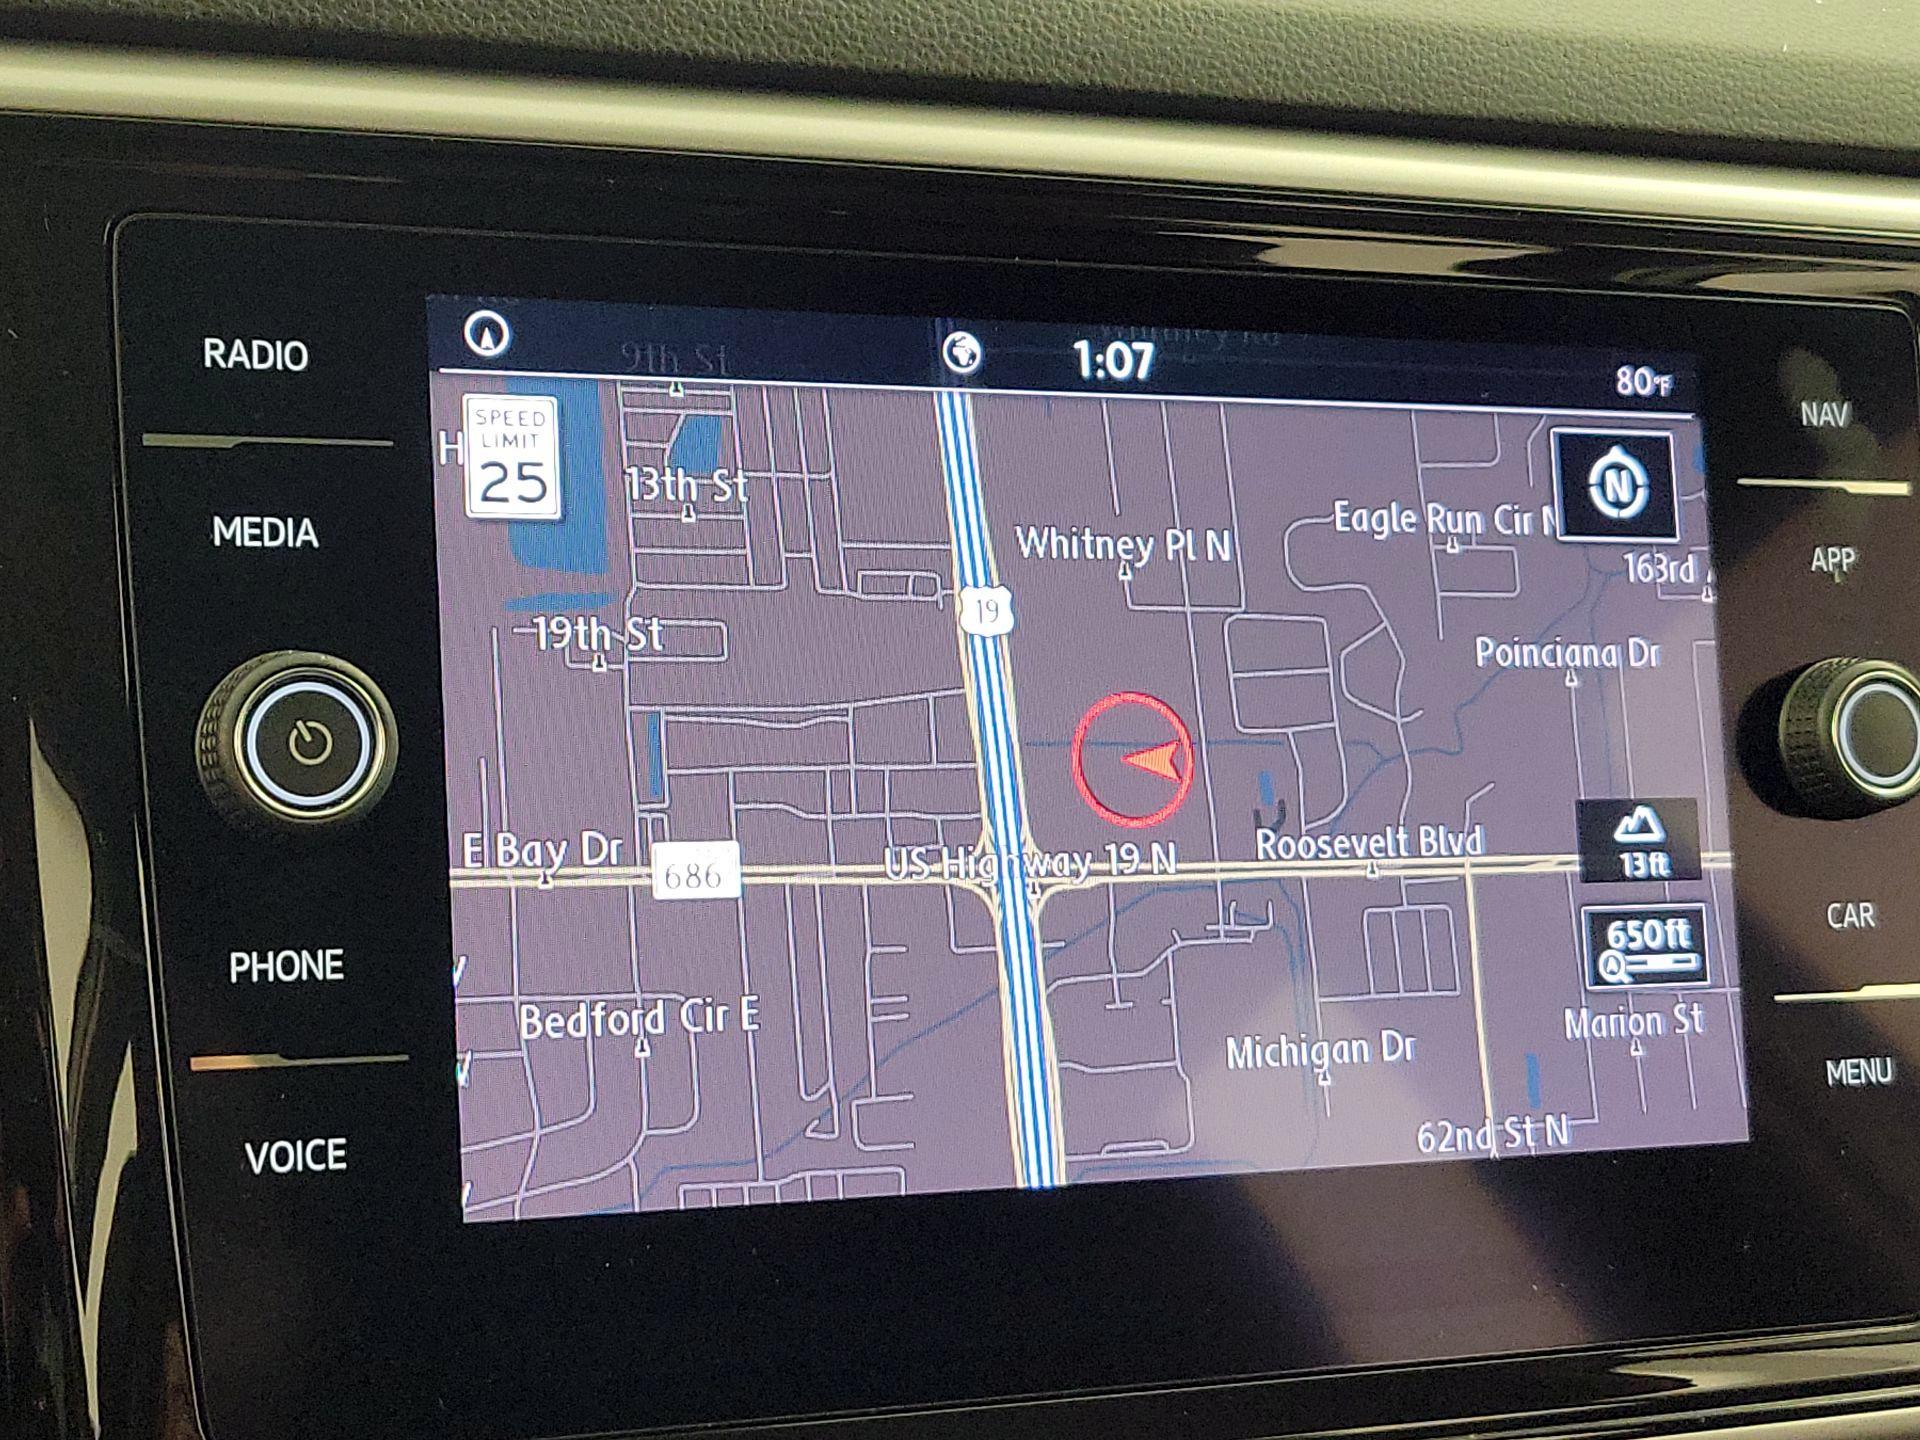 RADIO
MEDIA
PHONE
VOICE
9th St
1:07
80°F
SPEED
LIMIT
25
H
13th St
N
Whitney Pl N
Eagle Run Cir N
163rd
19
19th St
Poinciana Dr
E Bay Dr
686
US Highway 19 N
Roosevelt Blvd
13ft
650ft
A
Bedford Cir E
Michigan Dr
Marion St
62nd St N
NAV
APP
CAR
MENU